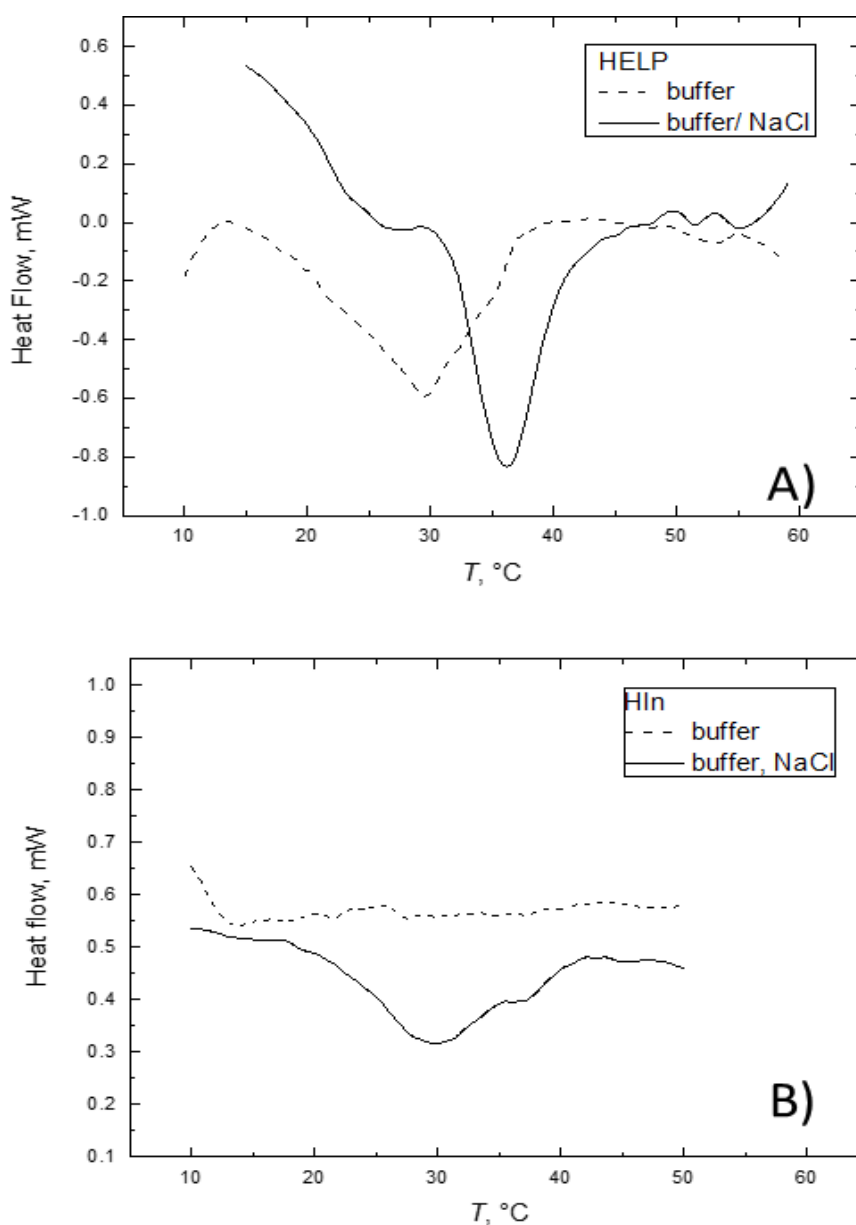 HELP
buffer
buffer/ NaCl
0.6
0.4
0.2
0.0
-0.2
-0.4
-0.6
-0.8
-1.0
Heat Flow, mW
A)
10
20
30
40
50
60
T, °C
HIn
buffer
buffer, NaCl
1.0
0.9
0.8
0.7
0.6
0.5
0.4
0.3
0.2
0.1
Heat flow, mW
B)
10
20
30
40
50
60
T, °C